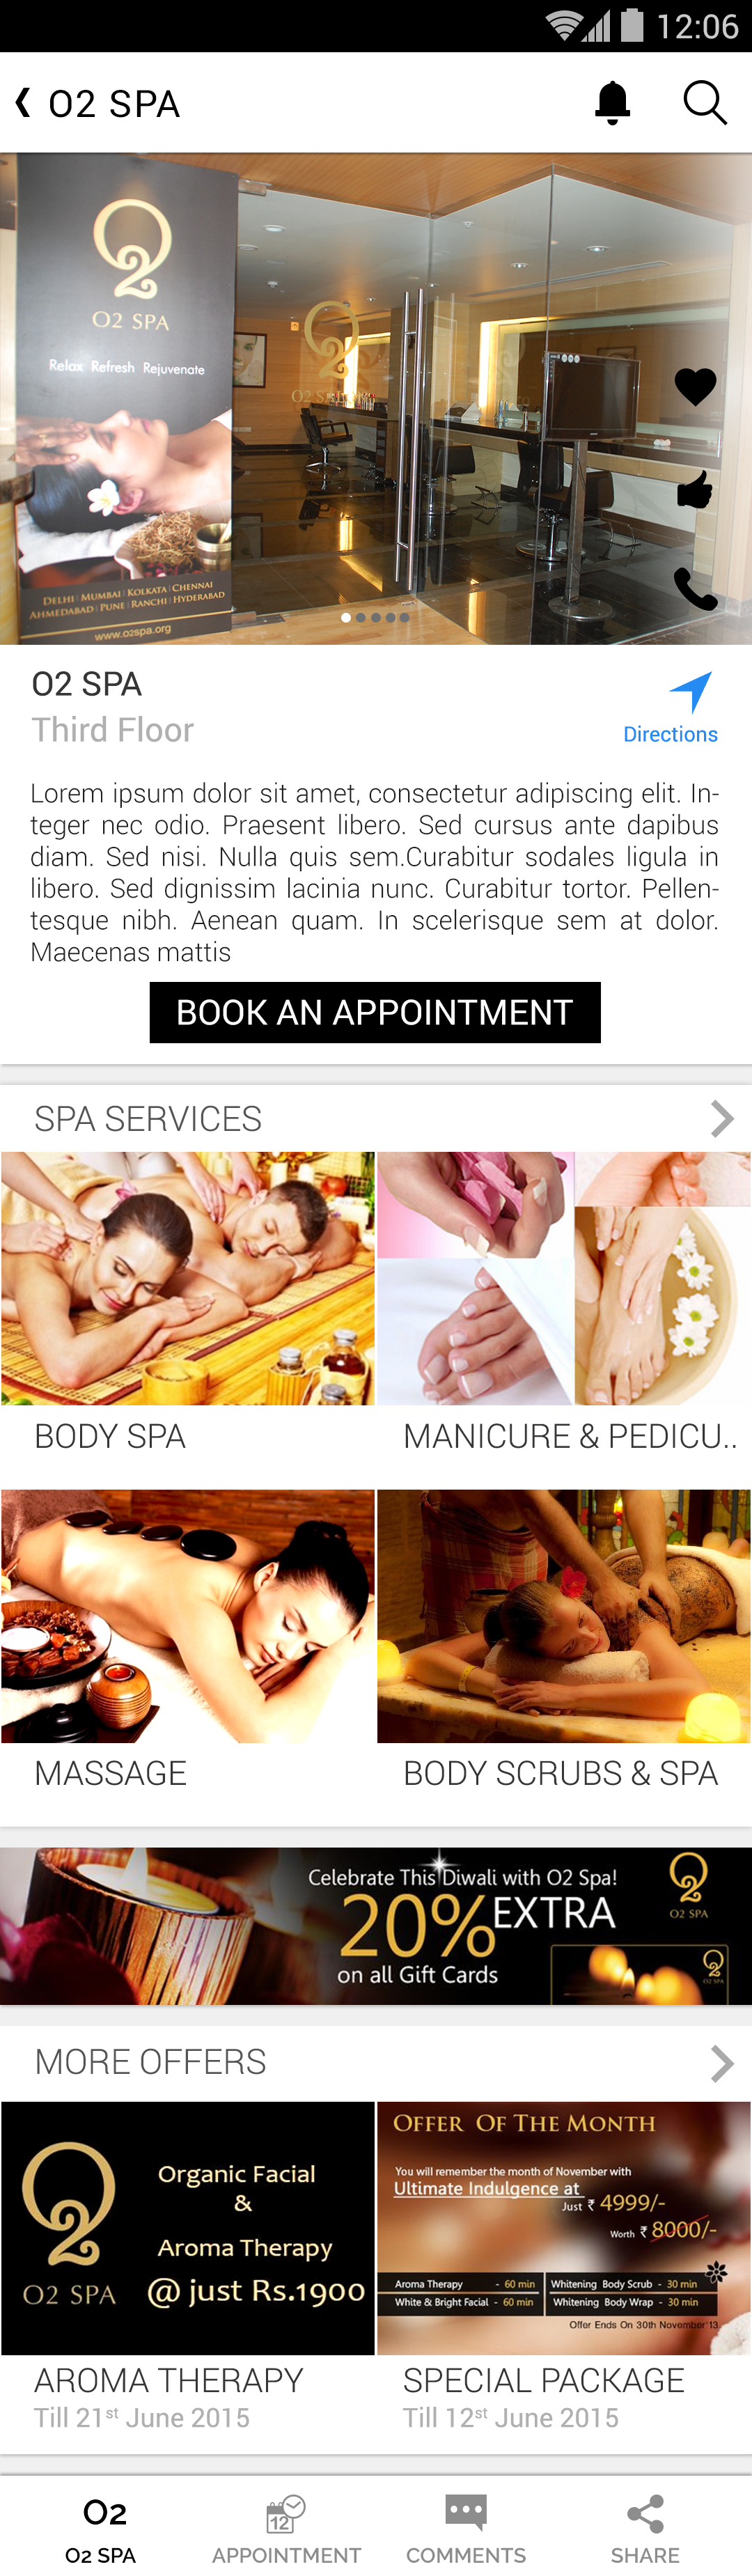 12:06
O2 SPA
O2 SPA
Relax Refresh Rejuvenate
DELHI | MUMBAI | KOLKATA | CHENNAI
AHMEDABAD | PUNE | RANCHI | HYDERABAD
www.o2spa.org
O2 SPA
Third Floor
Directions
Lorem ipsum dolor sit amet, consectetur adipiscing elit. In-
teger nec odio. Praesent libero. Sed cursus ante dapibus
diam. Sed nisi. Nulla quis sem.Curabitur sodales ligula in
libero. Sed dignissim lacinia nunc. Curabitur tortor. Pellen-
tesque nibh. Aenean quam. In scelerisque sem at dolor.
Maecenas mattis
BOOK AN APPOINTMENT
SPA SERVICES
BODY SPA
MANICURE & PEDICU..
MASSAGE
BODY SCRUBS & SPA
Celebrate This Diwali with O2 Spa!
20% EXTRA
on all Gift Cards
O2 SPA
O2 SPA
MORE OFFERS
O2 SPA
Organic Facial
&
Aroma Therapy
@ just Rs.1900
OFFER OF THE MONTH
You will remember the month of November with
Ultimate Indulgence at
Just ₹ 4999/-
Worth ₹ 8000/-
Aroma Therapy - 60 min
Whitening Body Scrub - 30 min
White & Bright Facial - 60 min
Whitening Body Wrap - 30 min
Offer Ends On 30th November'13
AROMA THERAPY
Till 21st June 2015
SPECIAL PACKAGE
Till 12st June 2015
O2
O2 SPA
12
APPOINTMENT
COMMENTS
SHARE